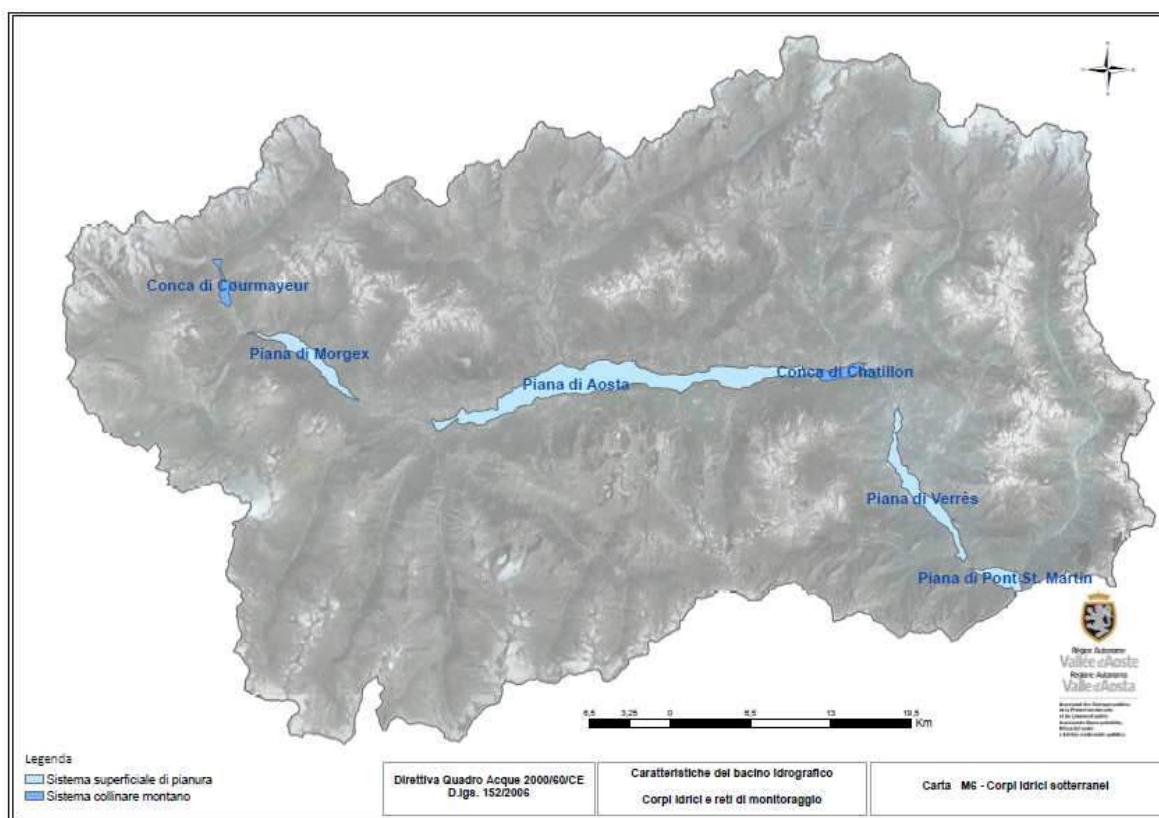 Conca di Courmayeur
Piana di Morgex
Piana di Aosta
Conca di Chatillon
Piana di Verrès
Piana di Pont St. Martin
Région Autonome
Vallée d'Aoste
Regione Autonoma
Valle d'Aosta
6,5 3,25 0 6,5 13 19,5
Km
Legenda
Sistema superficiale di pianura
Sistema collinare montano
Direttiva Quadro Acque 2000/60/CE
D.lgs. 152/2006
Caratteristiche del bacino idrografico
Corpi idrici e reti di monitoraggio
Carta M6 - Corpi idrici sotterranei